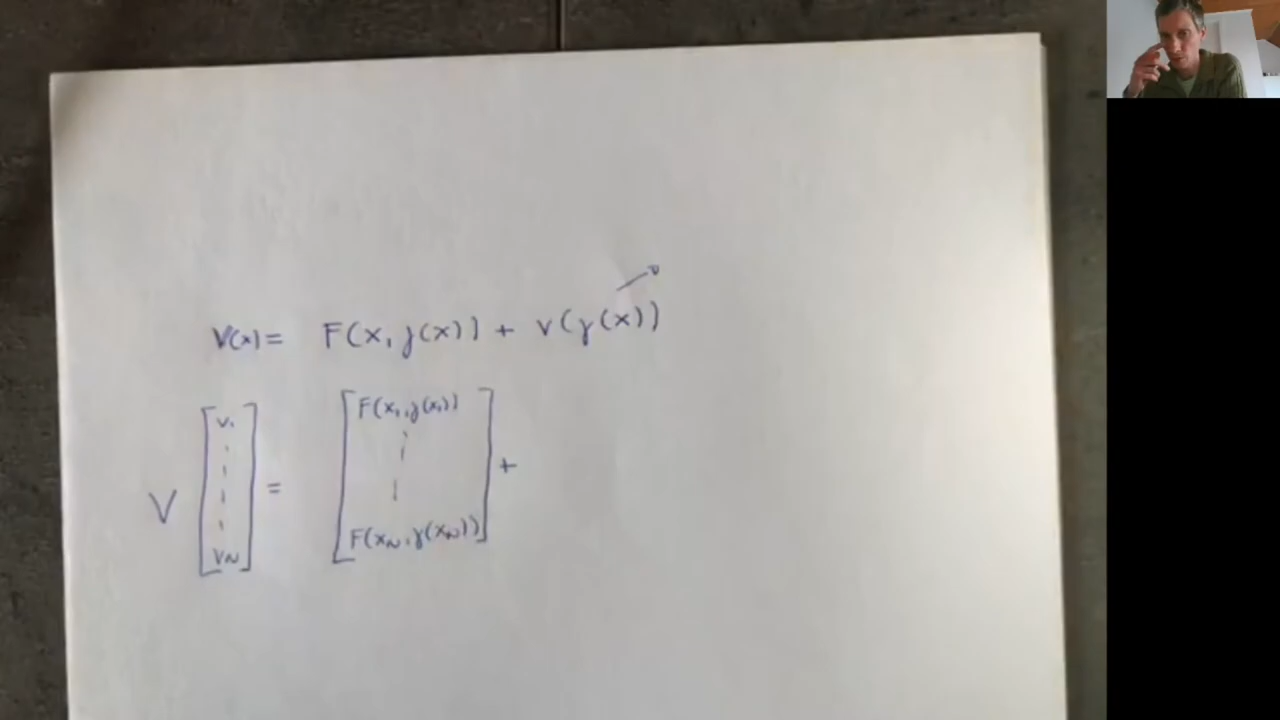 v
V(x) = F(x, γ(x)) + v(γ(x))
V [v₁ ⋮ v_N] = [F(x₁, γ(x₁)) ⋮ F(x_N, γ(x_N))] +